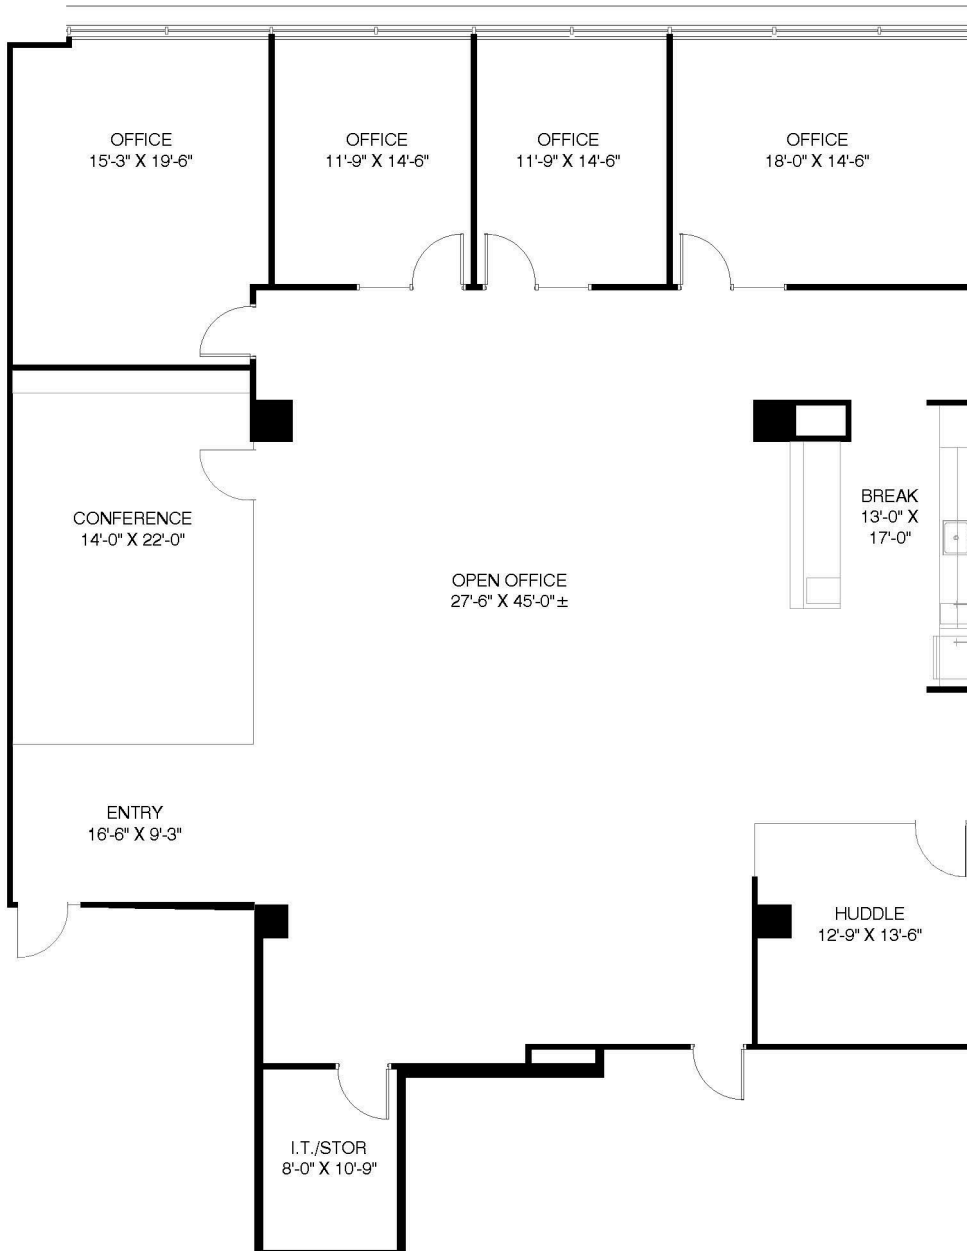 OFFICE
15'-3" X 19'-6"
OFFICE
11'-9" X 14'-6"
OFFICE
11'-9" X 14'-6"
OFFICE
18'-0" X 14'-6"
CONFERENCE
14'-0" X 22'-0"
BREAK
13'-0" X
17'-0"
OPEN OFFICE
27'-6" X 45'-0"±
ENTRY
16'-6" X 9'-3"
HUDDLE
12'-9" X 13'-6"
I.T./STOR
8'-0" X 10'-9"